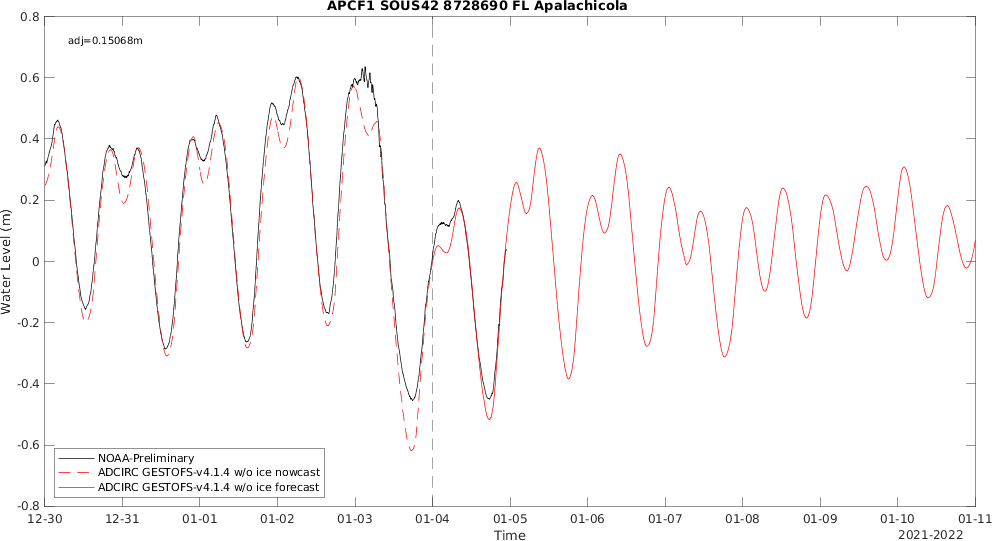 APCF1 SOUS42 8728690 FL Apalachicola
adj=0.15068m
Water Level (m)
0.8
0.6
0.4
0.2
0
-0.2
-0.4
-0.6
-0.8
NOAA-Preliminary
ADCIRC GESTOFS-v4.1.4 w/o ice nowcast
ADCIRC GESTOFS-v4.1.4 w/o ice forecast
12-30 12-31 01-01 01-02 01-03 01-04 01-05 01-06 01-07 01-08 01-09 01-10 01-11
Time
2021-2022